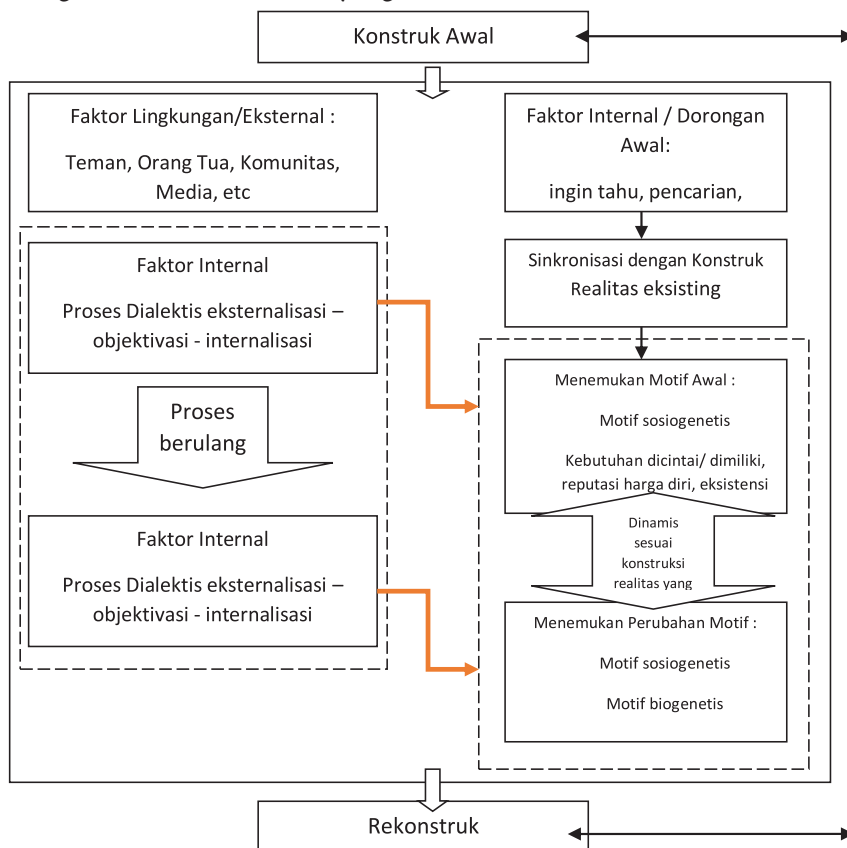 Konstruk Awal
Faktor Lingkungan/Eksternal :
Teman, Orang Tua, Komunitas,
Media, etc
Faktor Internal
Proses Dialektis eksternalisasi –
objektivasi - internalisasi
Proses
berulang
Faktor Internal
Proses Dialektis eksternalisasi –
objektivasi - internalisasi
Faktor Internal / Dorongan
Awal:
ingin tahu, pencarian,
Sinkronisasi dengan Konstruk
Realitas eksisting
Menemukan Motif Awal :
Motif sosiogenetis
Kebutuhan dicintai/ dimiliki,
reputasi harga diri, eksistensi
Dinamis
sesuai
konstruksi
realitas yang
Menemukan Perubahan Motif :
Motif sosiogenetis
Motif biogenetis
Rekonstruk